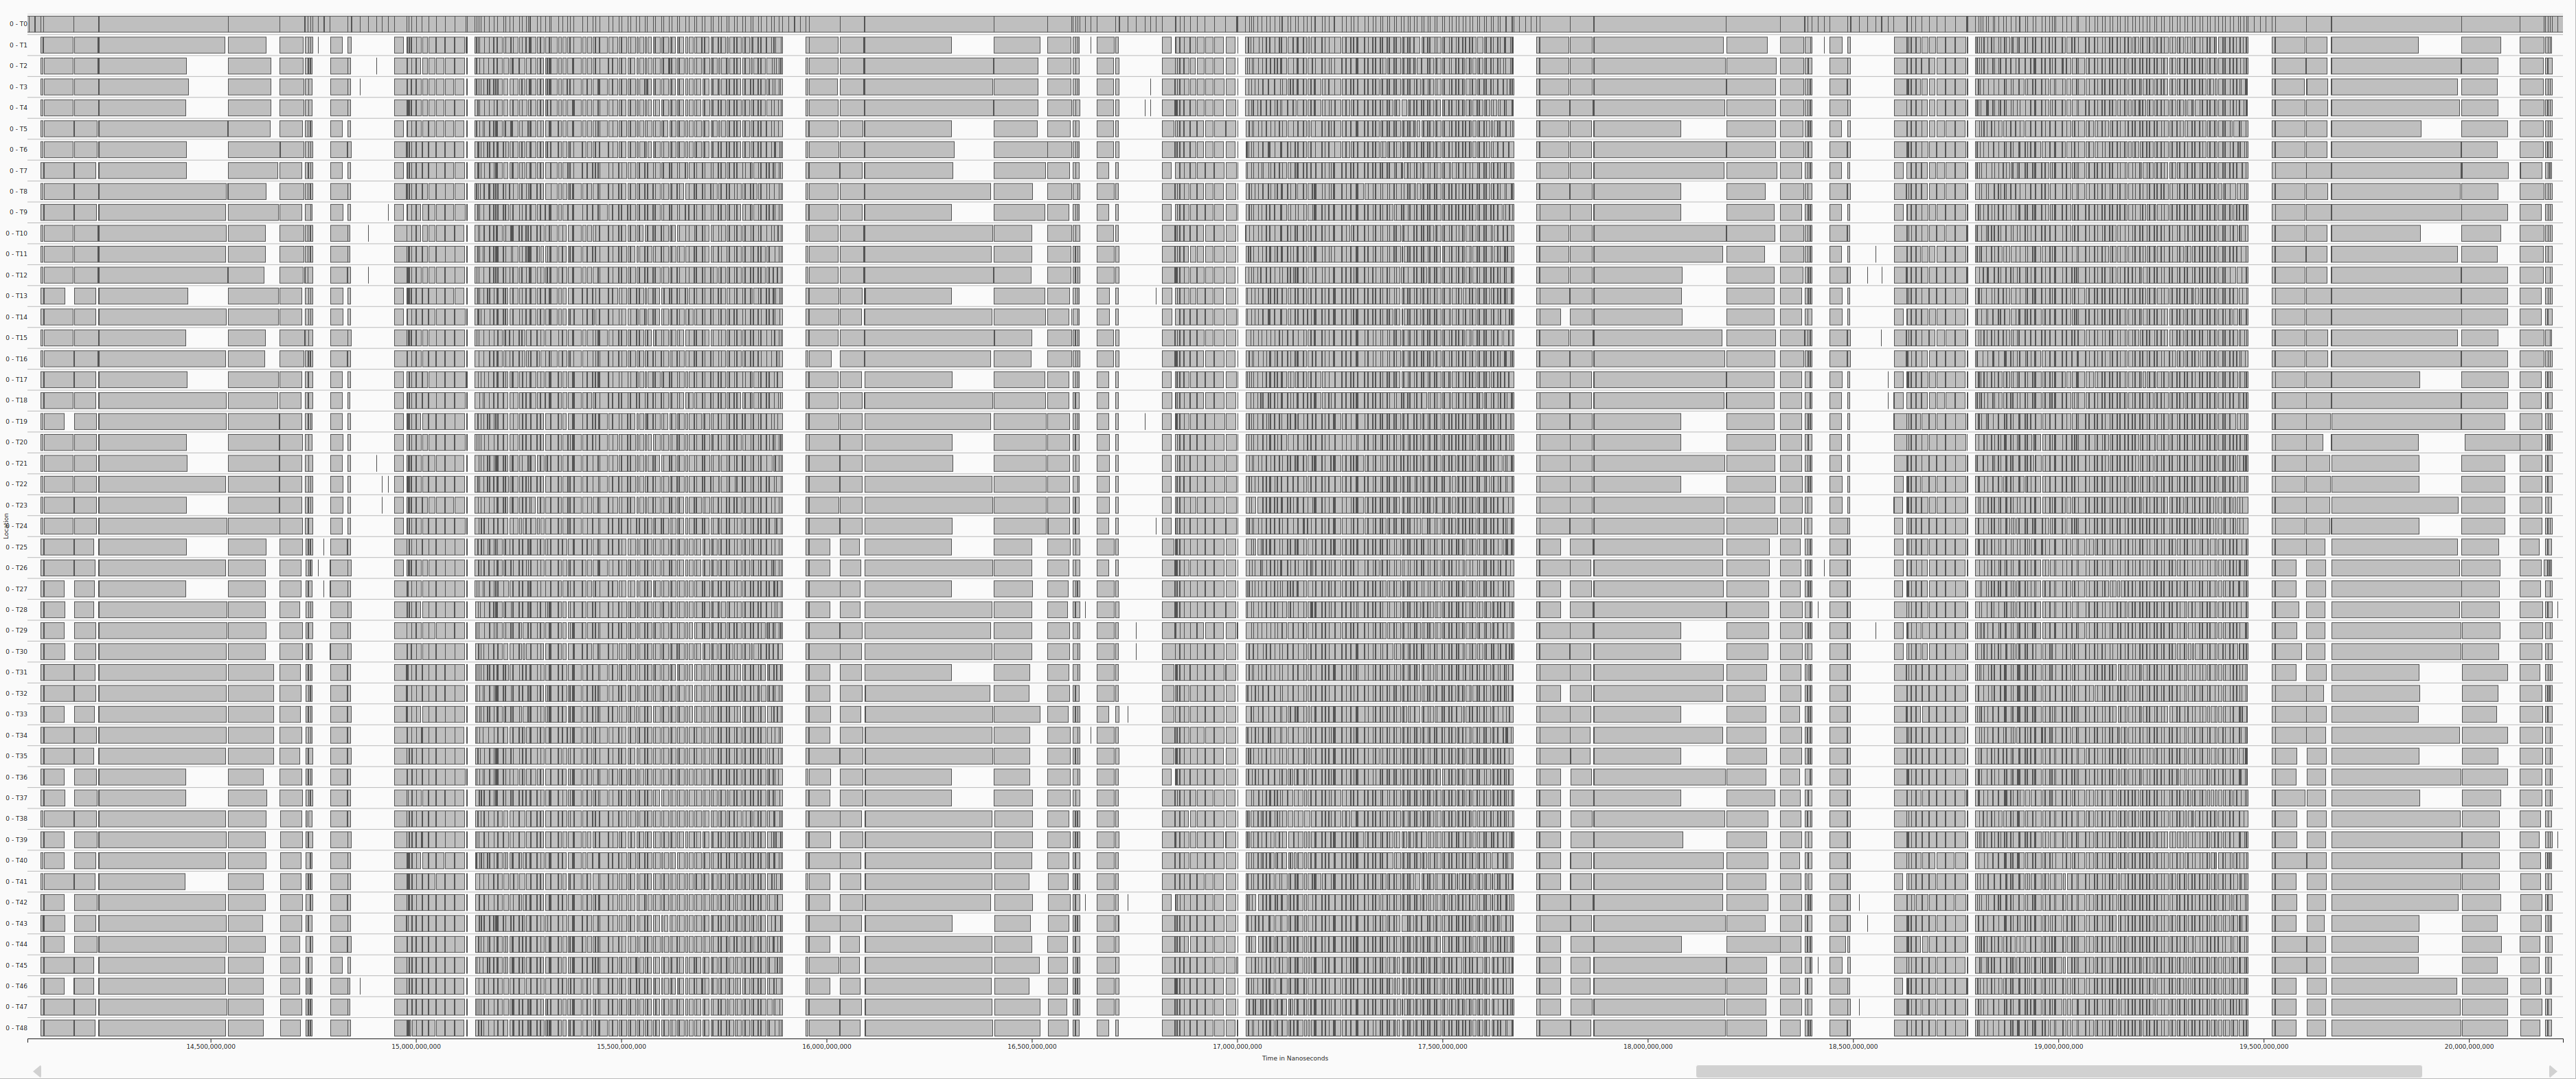 0 - T0
0 - T1
0 - T2
0 - T3
0 - T4
0 - T5
0 - T6
0 - T7
0 - T8
0 - T9
0 - T10
0 - T11
0 - T12
0 - T13
0 - T14
0 - T15
0 - T16
0 - T17
0 - T18
0 - T19
0 - T20
0 - T21
0 - T22
0 - T23
Location
0 - T24
0 - T25
0 - T26
0 - T27
0 - T28
0 - T29
0 - T30
0 - T31
0 - T32
0 - T33
0 - T34
0 - T35
0 - T36
0 - T37
0 - T38
0 - T39
0 - T40
0 - T41
0 - T42
0 - T43
0 - T44
0 - T45
0 - T46
0 - T47
0 - T48
14,500,000,000 15,000,000,000 15,500,000,000 16,000,000,000 16,500,000,000 17,000,000,000 17,500,000,000 18,000,000,000 18,500,000,000 19,000,000,000 19,500,000,000 20,000,000,000
Time in Nanoseconds